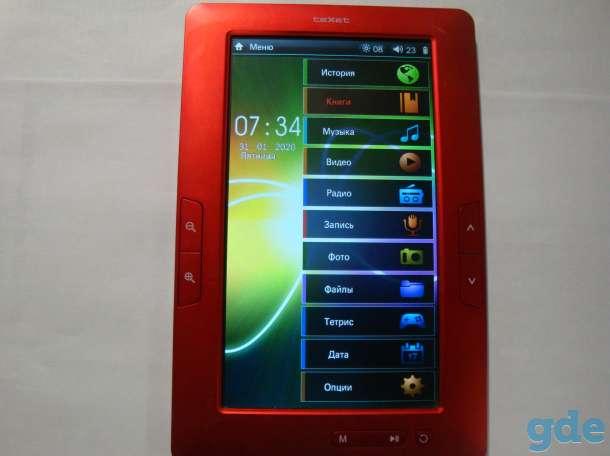 teXet
Меню 08 23
История
Книги
07:34
Музыка
31 01 2020
Пятница
Видео
Радио
Запись
Фото
Файлы
Тетрис
Дата
17
Опции
M
gde